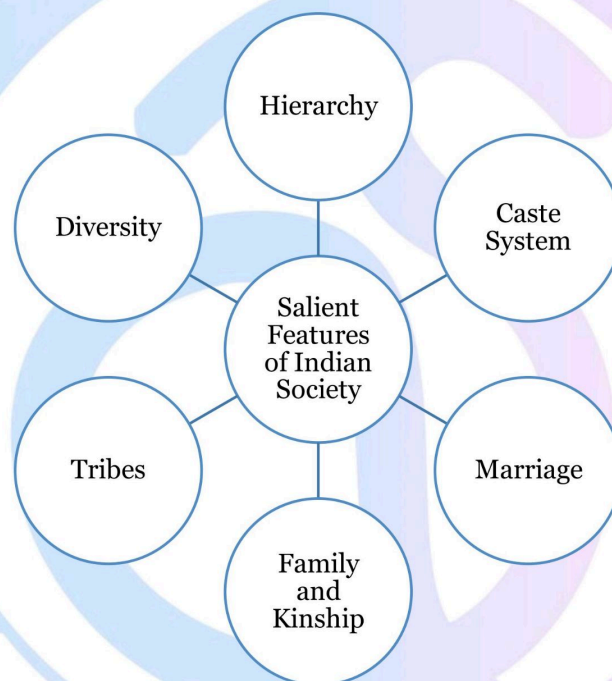 Hierarchy
Caste
System
Marriage
Family
and
Kinship
Tribes
Diversity
Salient
Features
of Indian
Society